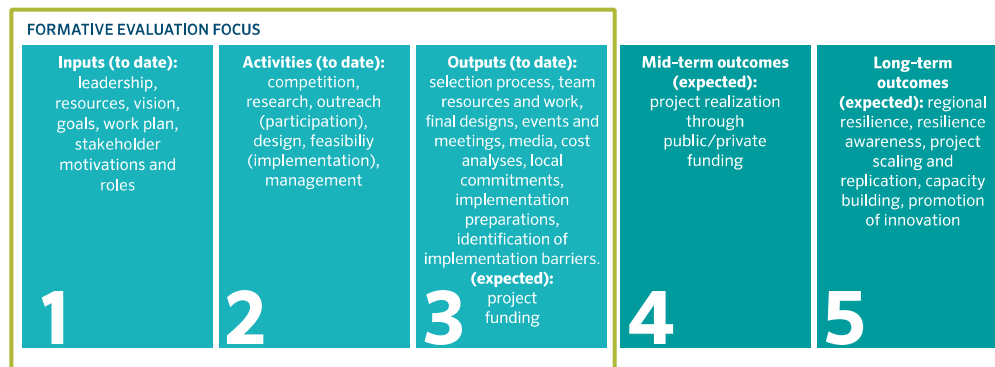 FORMATIVE EVALUATION FOCUS
Inputs (to date):
leadership,
resources, vision,
goals, work plan,
stakeholder
motivations and
roles
1
Activities (to date):
competition,
research, outreach
(participation),
design, feasibiliy
(implementation),
management
2
Outputs (to date):
selection process, team
resources and work,
final designs, events and
meetings, media, cost
analyses, local
commitments,
implementation
preparations,
identification of
implementation barriers.
(expected):
project
funding
3
Mid-term outcomes
(expected):
project realization
through
public/private
funding
4
Long-term
outcomes
(expected): regional
resilience, resilience
awareness, project
scaling and
replication, capacity
building, promotion
of innovation
5